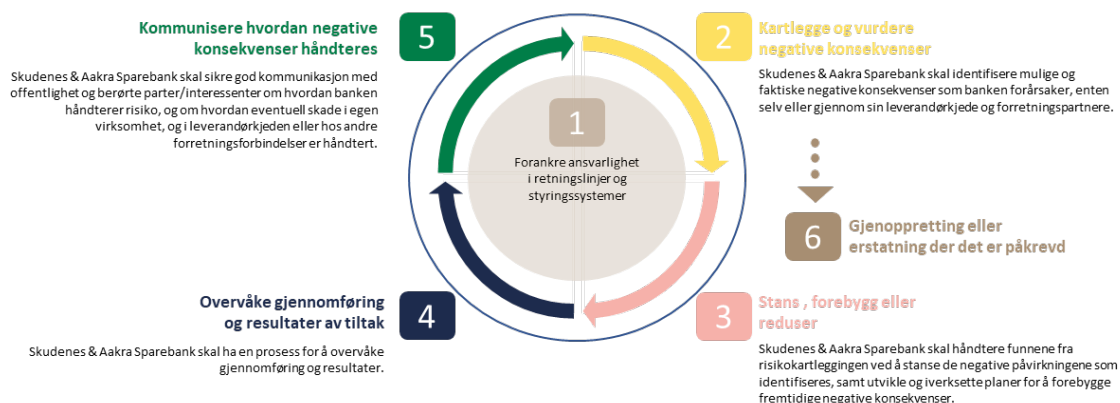 1
Forankre ansvarlighet
i retningslinjer og
styringssystemer
2
Kartlegge og vurdere
negative konsekvenser
Skudenes & Aakra Sparebank skal identifisere mulige og
faktiske negative konsekvenser som banken forårsaker, enten
selv eller gjennom sin leverandørkjede og forretningspartnere.
3
Stans , forebygg eller
reduser
Skudenes & Aakra Sparebank skal håndtere funnene fra
risikokartleggingen ved å stanse de negative påvirkningene som
identifiseres, samt utvikle og iverksette planer for å forebygge
fremtidige negative konsekvenser.
4
Overvåke gjennomføring
og resultater av tiltak
Skudenes & Aakra Sparebank skal ha en prosess for å overvåke
gjennomføring og resultater.
5
Kommunisere hvordan negative
konsekvenser håndteres
Skudenes & Aakra Sparebank skal sikre god kommunikasjon med
offentlighet og berørte parter/interessenter om hvordan banken
håndterer risiko, og om hvordan eventuell skade i egen
virksomhet, og i leverandørkjeden eller hos andre
forretningsforbindelser er håndtert.
6
Gjenoppretting eller
erstatning der det er påkrevd